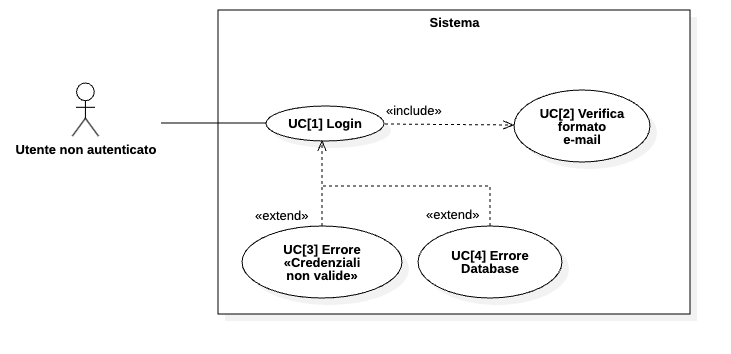 Sistema
«include»
UC[1] Login
UC[2] Verifica
formato
e-mail
Utente non autenticato
«extend»
«extend»
UC[3] Errore
«Credenziali
non valide»
UC[4] Errore
Database